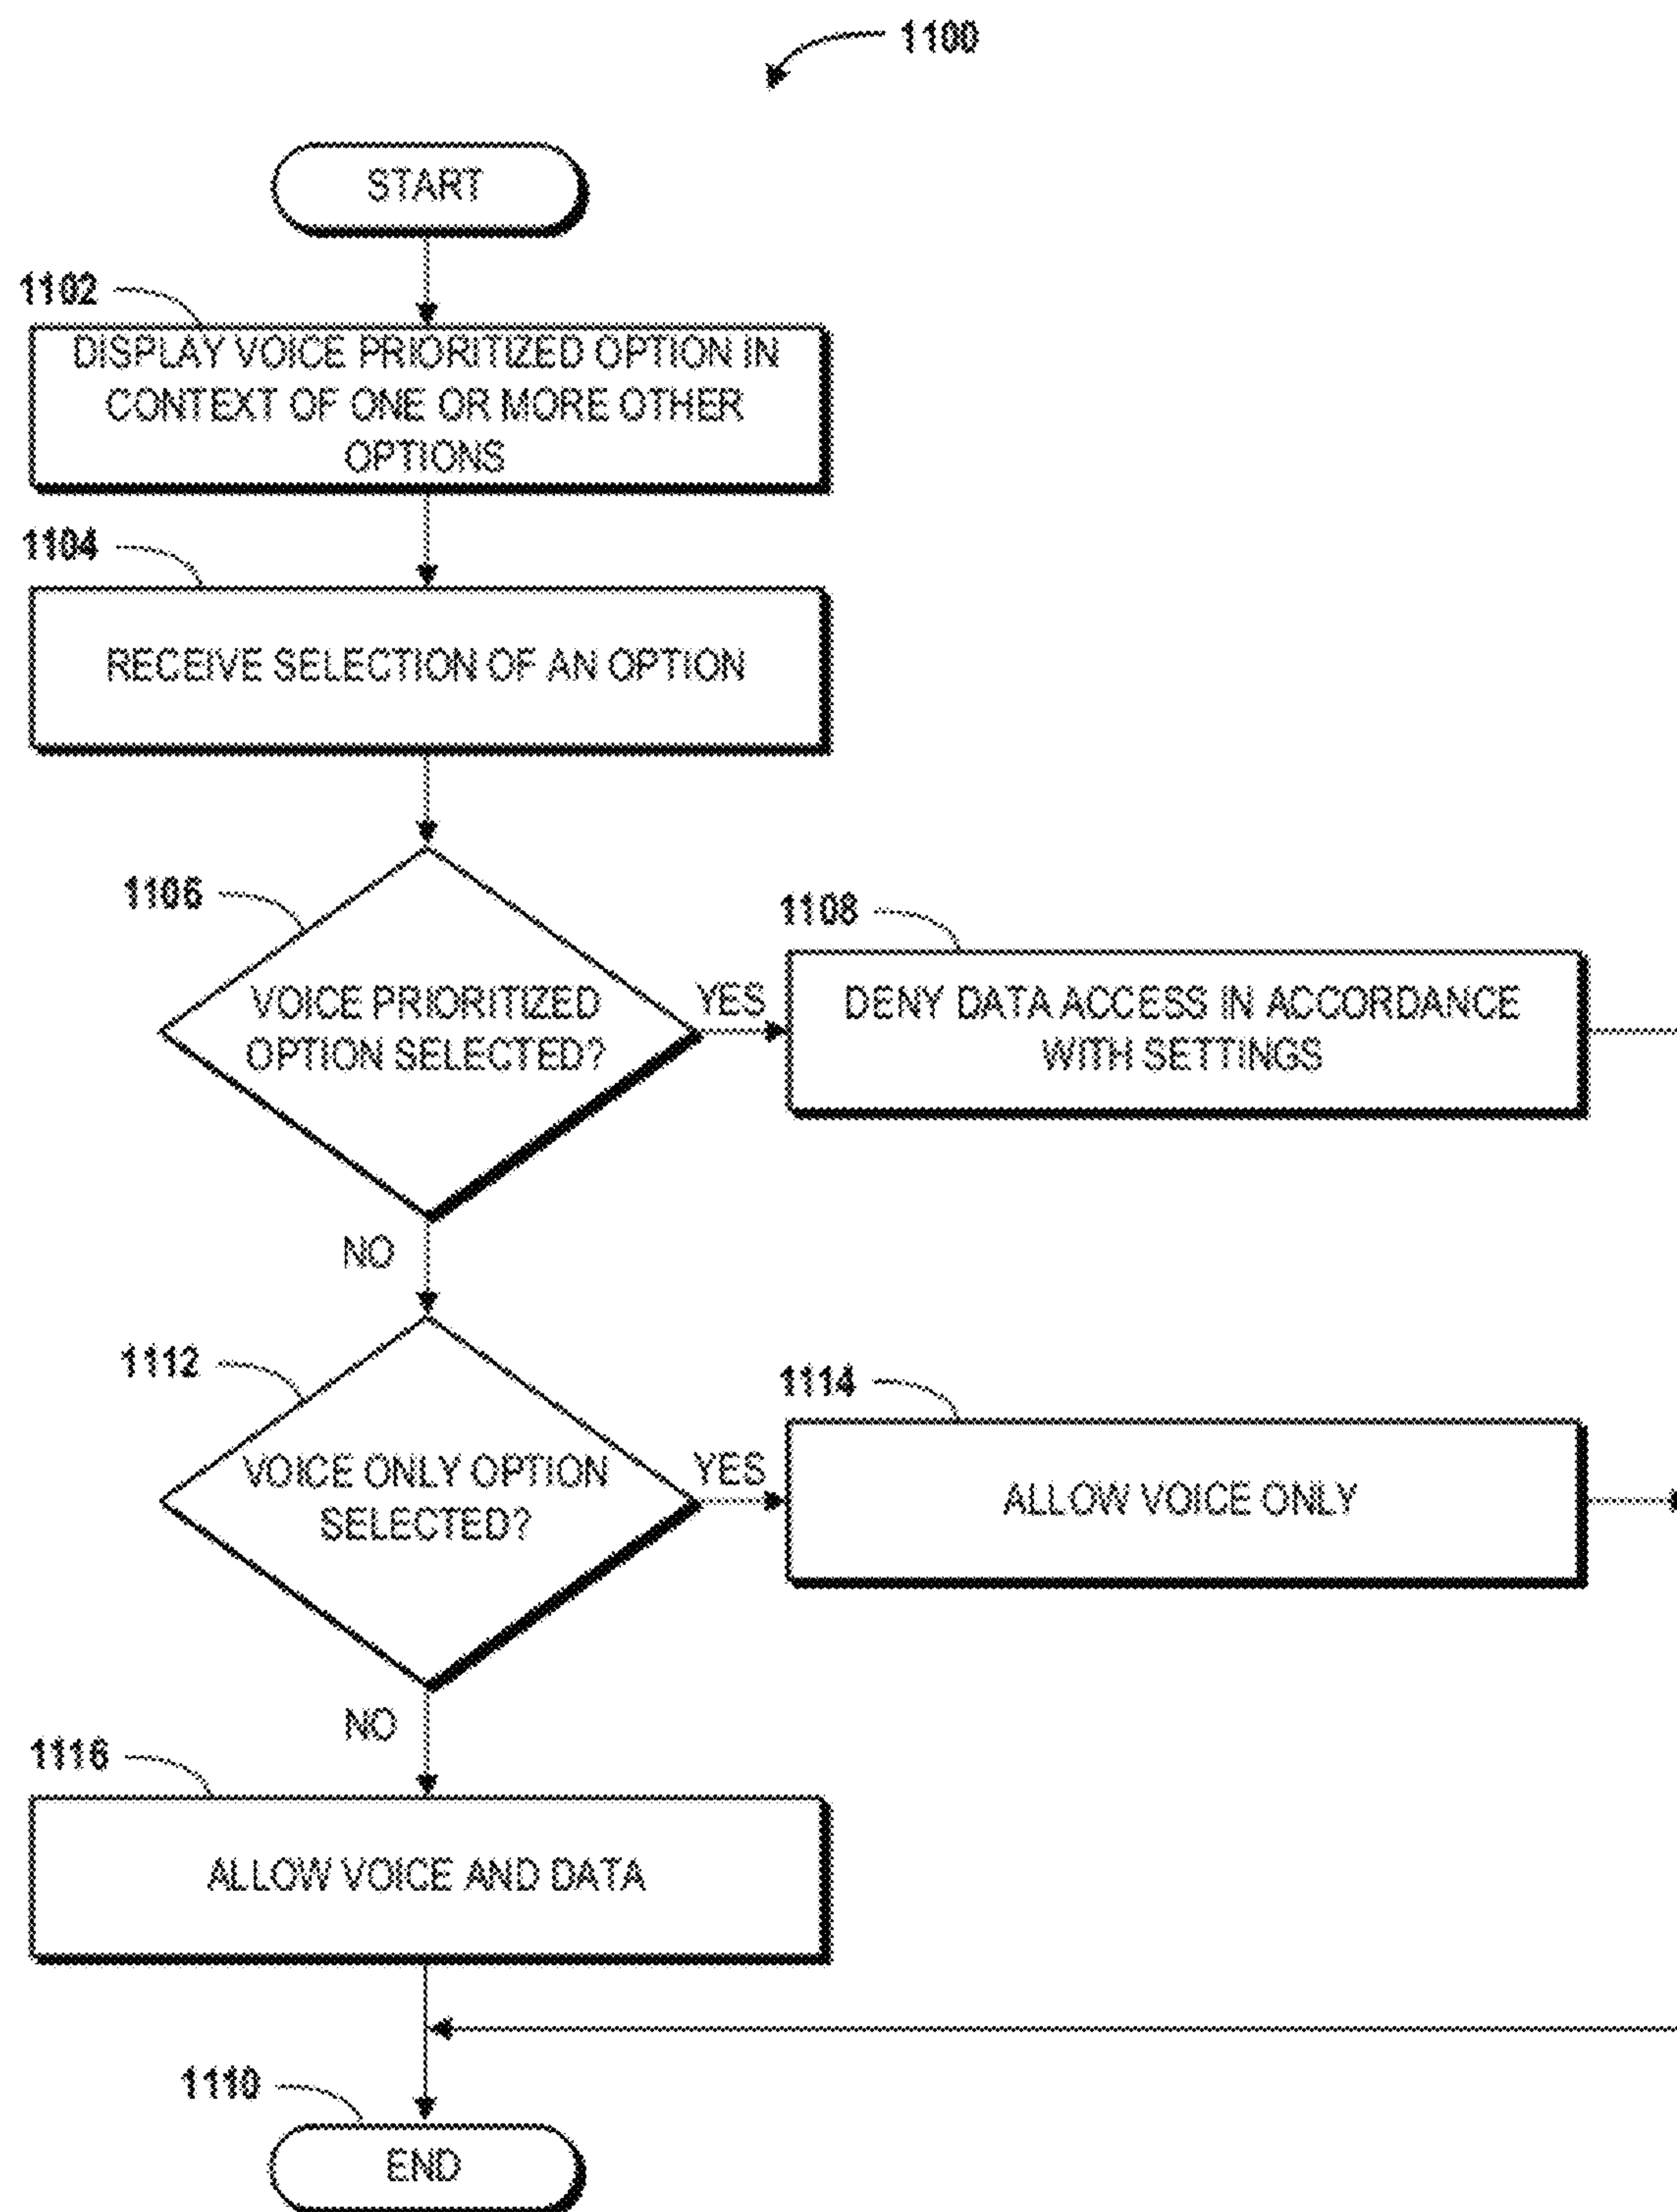 1100
START
1102
DISPLAY VOICE PRIORITIZED OPTION IN
CONTEXT OF ONE OR MORE OTHER
OPTIONS
1104
RECEIVE SELECTION OF AN OPTION
1106
VOICE PRIORITIZED
OPTION SELECTED?
YES
1108
DENY DATA ACCESS IN ACCORDANCE
WITH SETTINGS
NO
1112
VOICE ONLY OPTION
SELECTED?
YES
1114
ALLOW VOICE ONLY
NO
1116
ALLOW VOICE AND DATA
1110
END